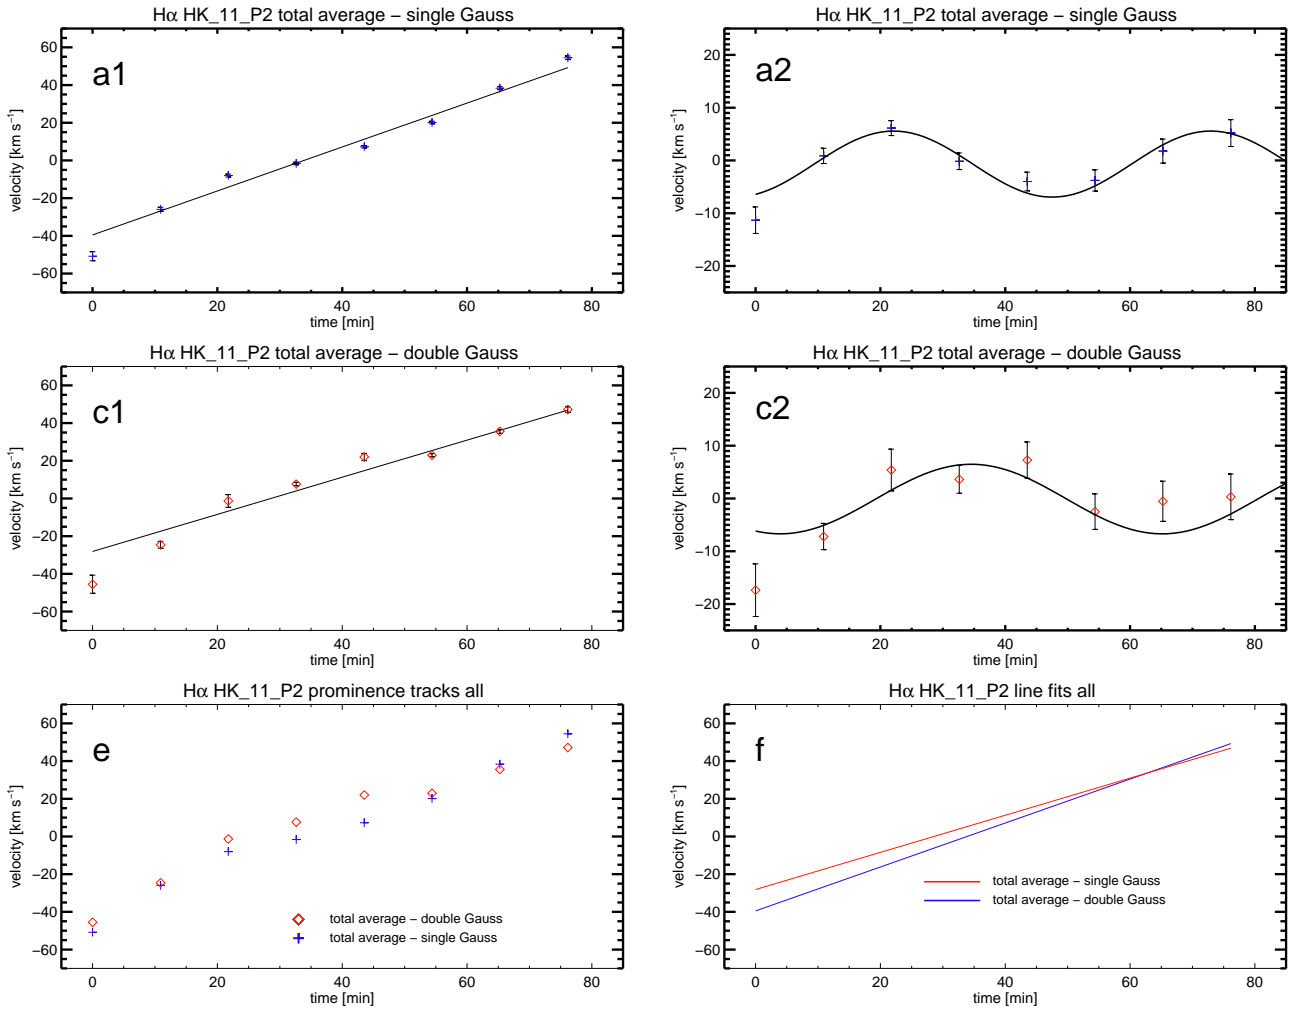 Hα HK_11_P2 total average − single Gauss
a1
velocity [km s⁻¹]
60
40
20
0
−20
−40
−60
0 20 40 60 80
time [min]
Hα HK_11_P2 total average − single Gauss
a2
velocity [km s⁻¹]
20
10
0
−10
−20
0 20 40 60 80
time [min]
Hα HK_11_P2 total average − double Gauss
c1
velocity [km s⁻¹]
60
40
20
0
−20
−40
−60
0 20 40 60 80
time [min]
Hα HK_11_P2 total average − double Gauss
c2
velocity [km s⁻¹]
20
10
0
−10
−20
0 20 40 60 80
time [min]
Hα HK_11_P2 prominence tracks all
e
velocity [km s⁻¹]
60
40
20
0
−20
−40
−60
total average − double Gauss
total average − single Gauss
0 20 40 60 80
time [min]
Hα HK_11_P2 line fits all
f
velocity [km s⁻¹]
60
40
20
0
−20
−40
−60
total average − single Gauss
total average − double Gauss
0 20 40 60 80
time [min]